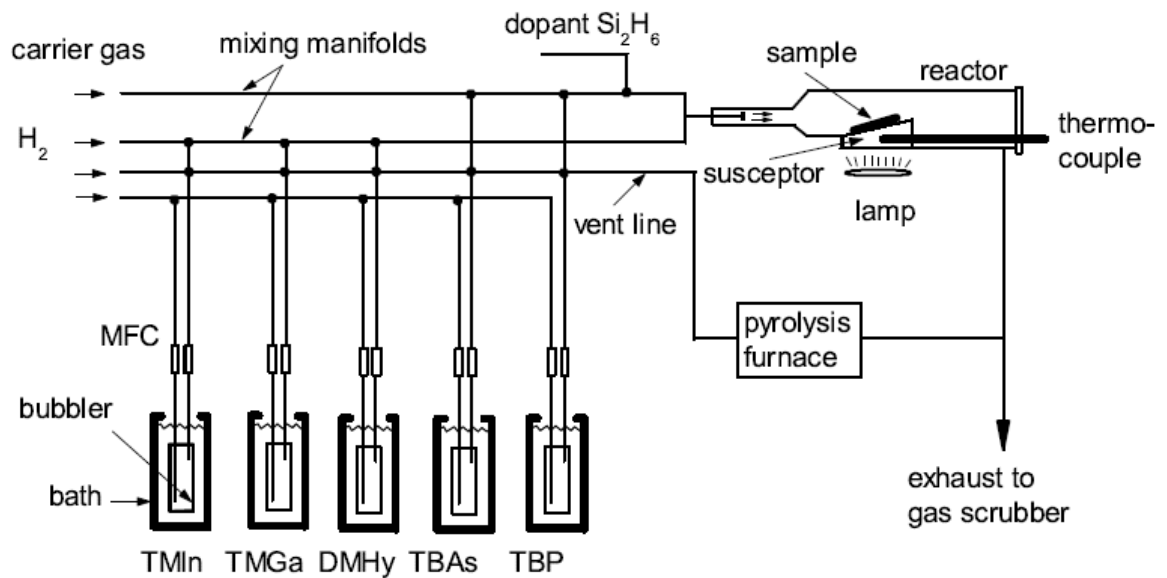 dopant Si2H6
carrier gas
mixing manifolds
sample
reactor
H2
thermo-
couple
susceptor
vent line
lamp
MFC
pyrolysis
furnace
bubbler
bath
exhaust to
gas scrubber
TMIn TMGa DMHy TBAs TBP